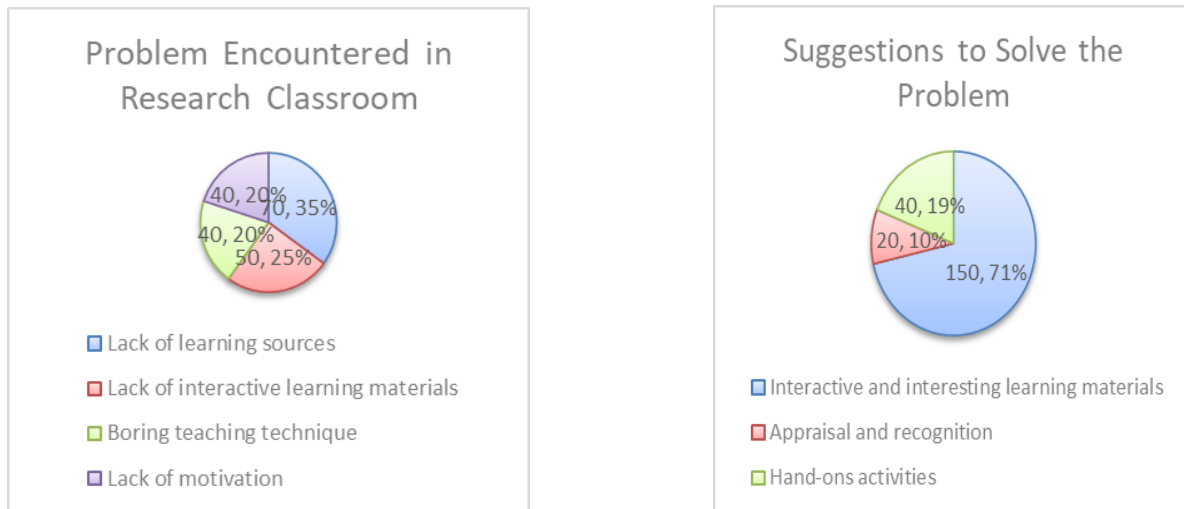 Problem Encountered in
Research Classroom
40, 20%
70, 35%
40, 20%
50, 25%
Lack of learning sources
Lack of interactive learning materials
Boring teaching technique
Lack of motivation
Suggestions to Solve the
Problem
40, 19%
20, 10%
150, 71%
Interactive and interesting learning materials
Appraisal and recognition
Hand-ons activities